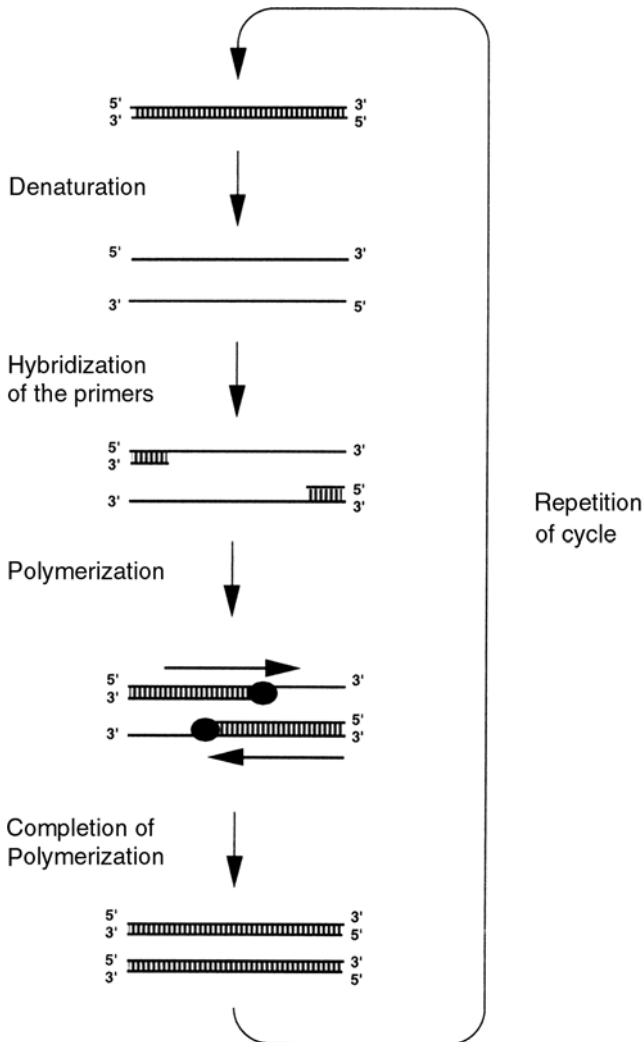 5' 3'
3' 5'
Denaturation
5' 3'
3' 5'
Hybridization
of the primers
5' 3'
3'
5'
3' 3'
Repetition
of cycle
Polymerization
5' 3'
3'
5'
3' 3'
Completion of
Polymerization
5' 3'
3' 5'
5' 3'
3' 5'